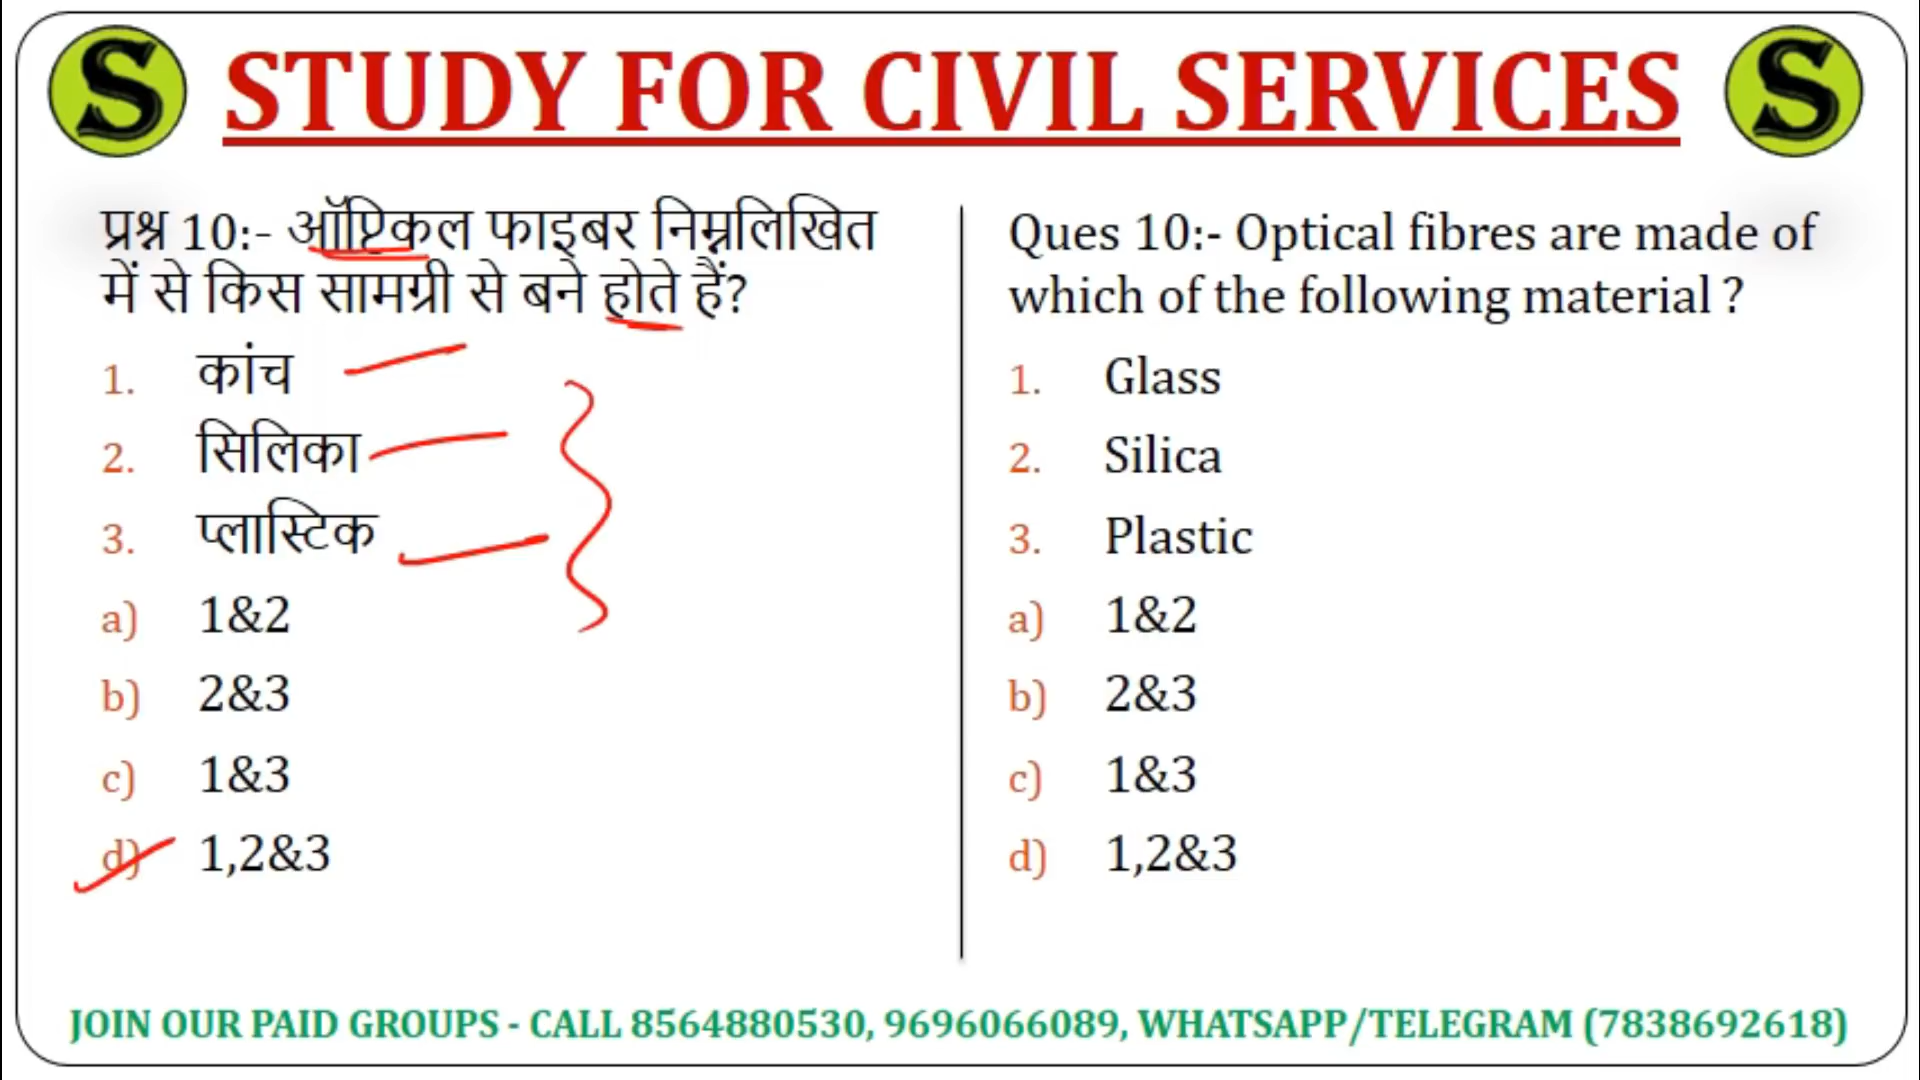 S STUDY FOR CIVIL SERVICES S
प्रश्न 10:- ऑप्टिकल फाइबर निम्नलिखित
में से किस सामग्री से बने होते हैं?
1. कांच
2. सिलिका
3. प्लास्टिक
a) 1&2
b) 2&3
c) 1&3
d) 1,2&3
Ques 10:- Optical fibres are made of
which of the following material ?
1. Glass
2. Silica
3. Plastic
a) 1&2
b) 2&3
c) 1&3
d) 1,2&3
JOIN OUR PAID GROUPS - CALL 8564880530, 9696066089, WHATSAPP/TELEGRAM (7838692618)